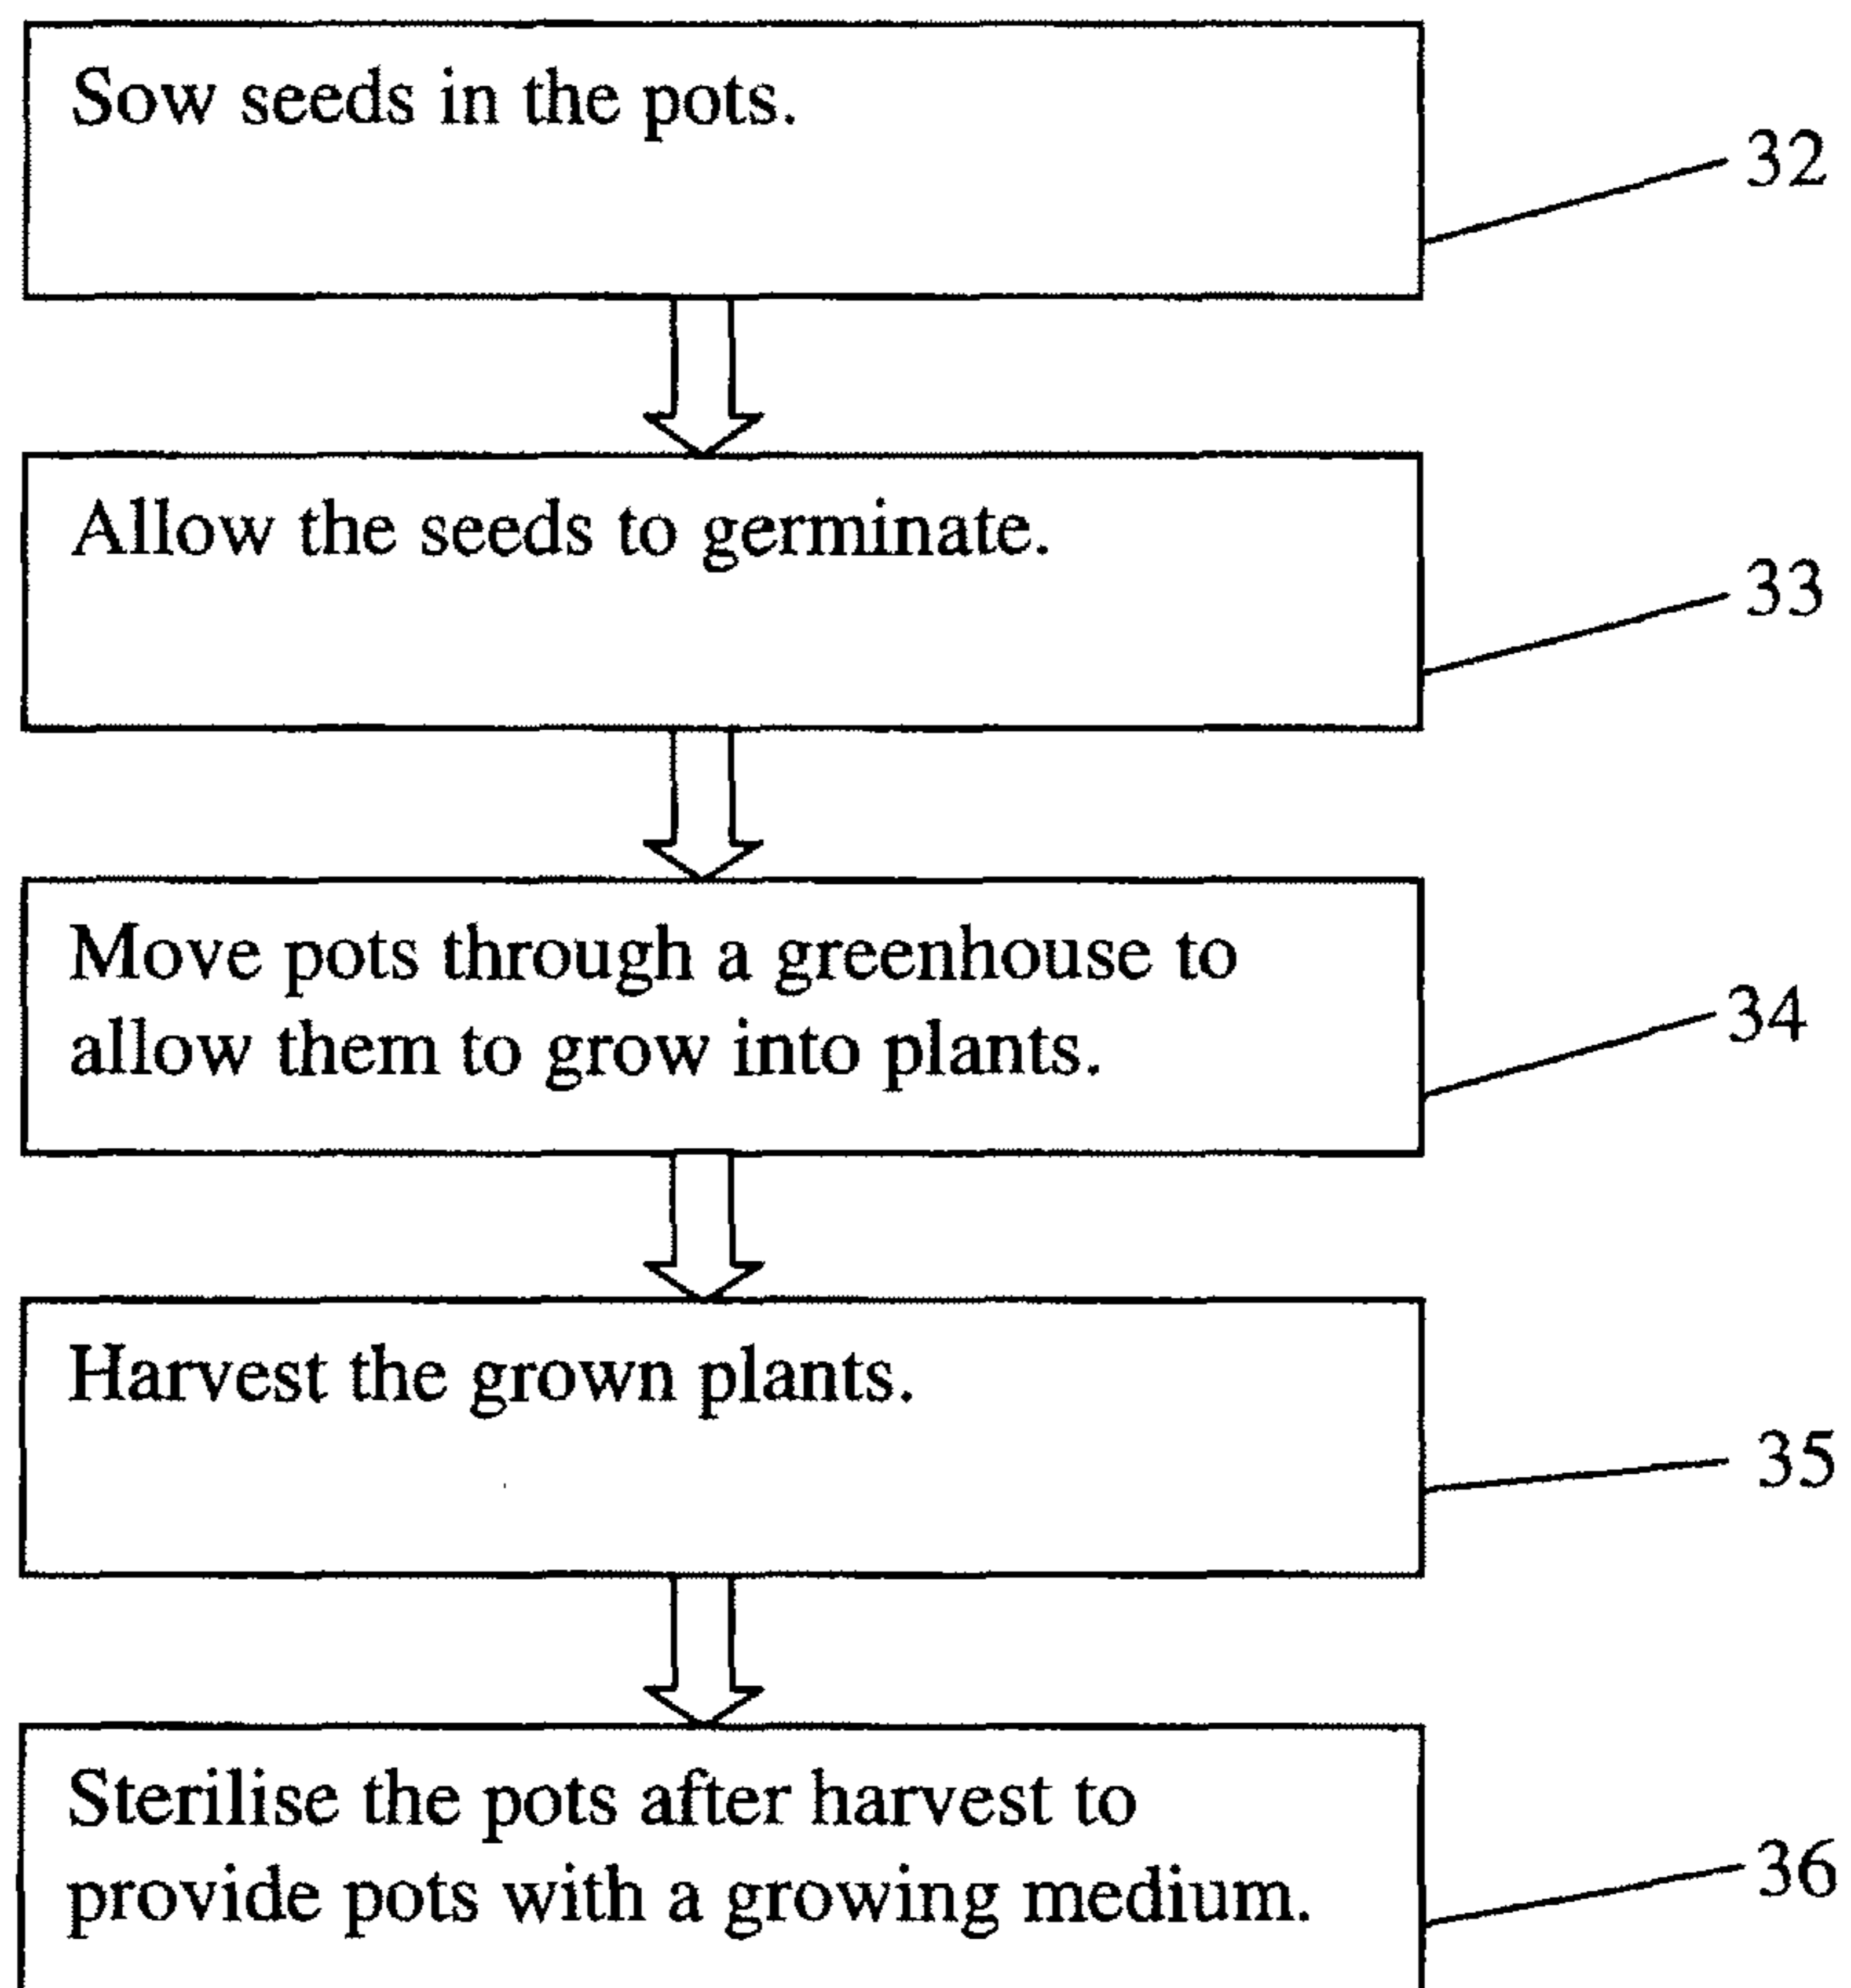 Sow seeds in the pots.
32
Allow the seeds to germinate.
33
Move pots through a greenhouse to
allow them to grow into plants.
34
Harvest the grown plants.
35
Sterilise the pots after harvest to
provide pots with a growing medium.
36